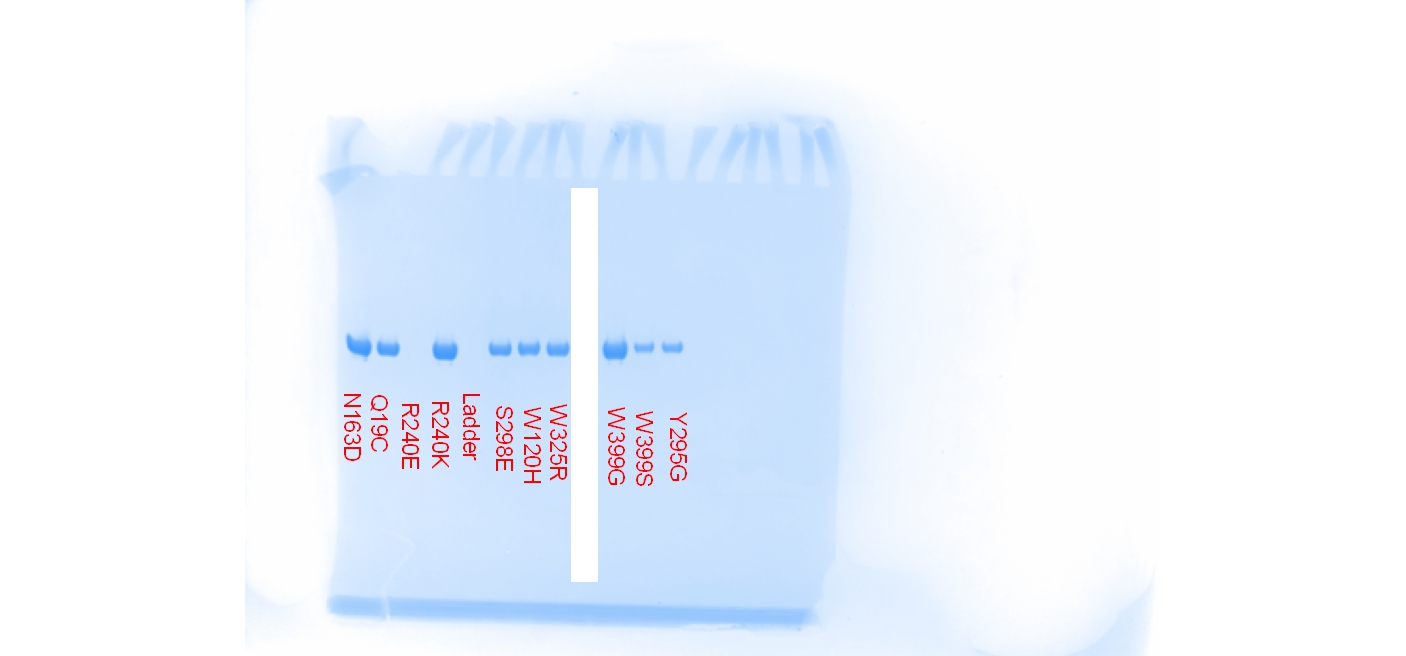 N163D
Q19C
R240E
R240K
Ladder
S298E
W120H
W325R
W399G
W399S
Y295G